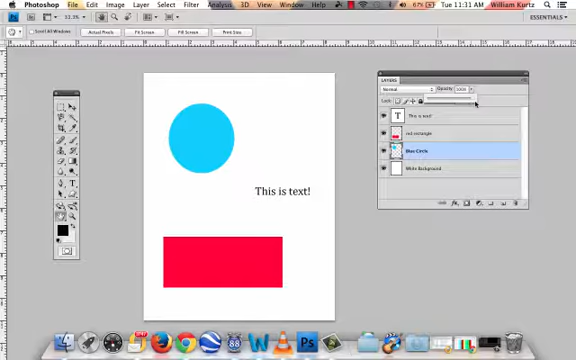 Photoshop File Edit Image Layer Select Filter Analysis 3D View Window Help 67% Tue 11:31 AM William Kurtz
Scroll All Windows Actual Pixels Fit Screen Fill Screen Print Size ESSENTIALS
LAYERS
Normal Opacity: 100%
Lock:
This is text!
red rectangle
Blue Circle
White Background
This is text!